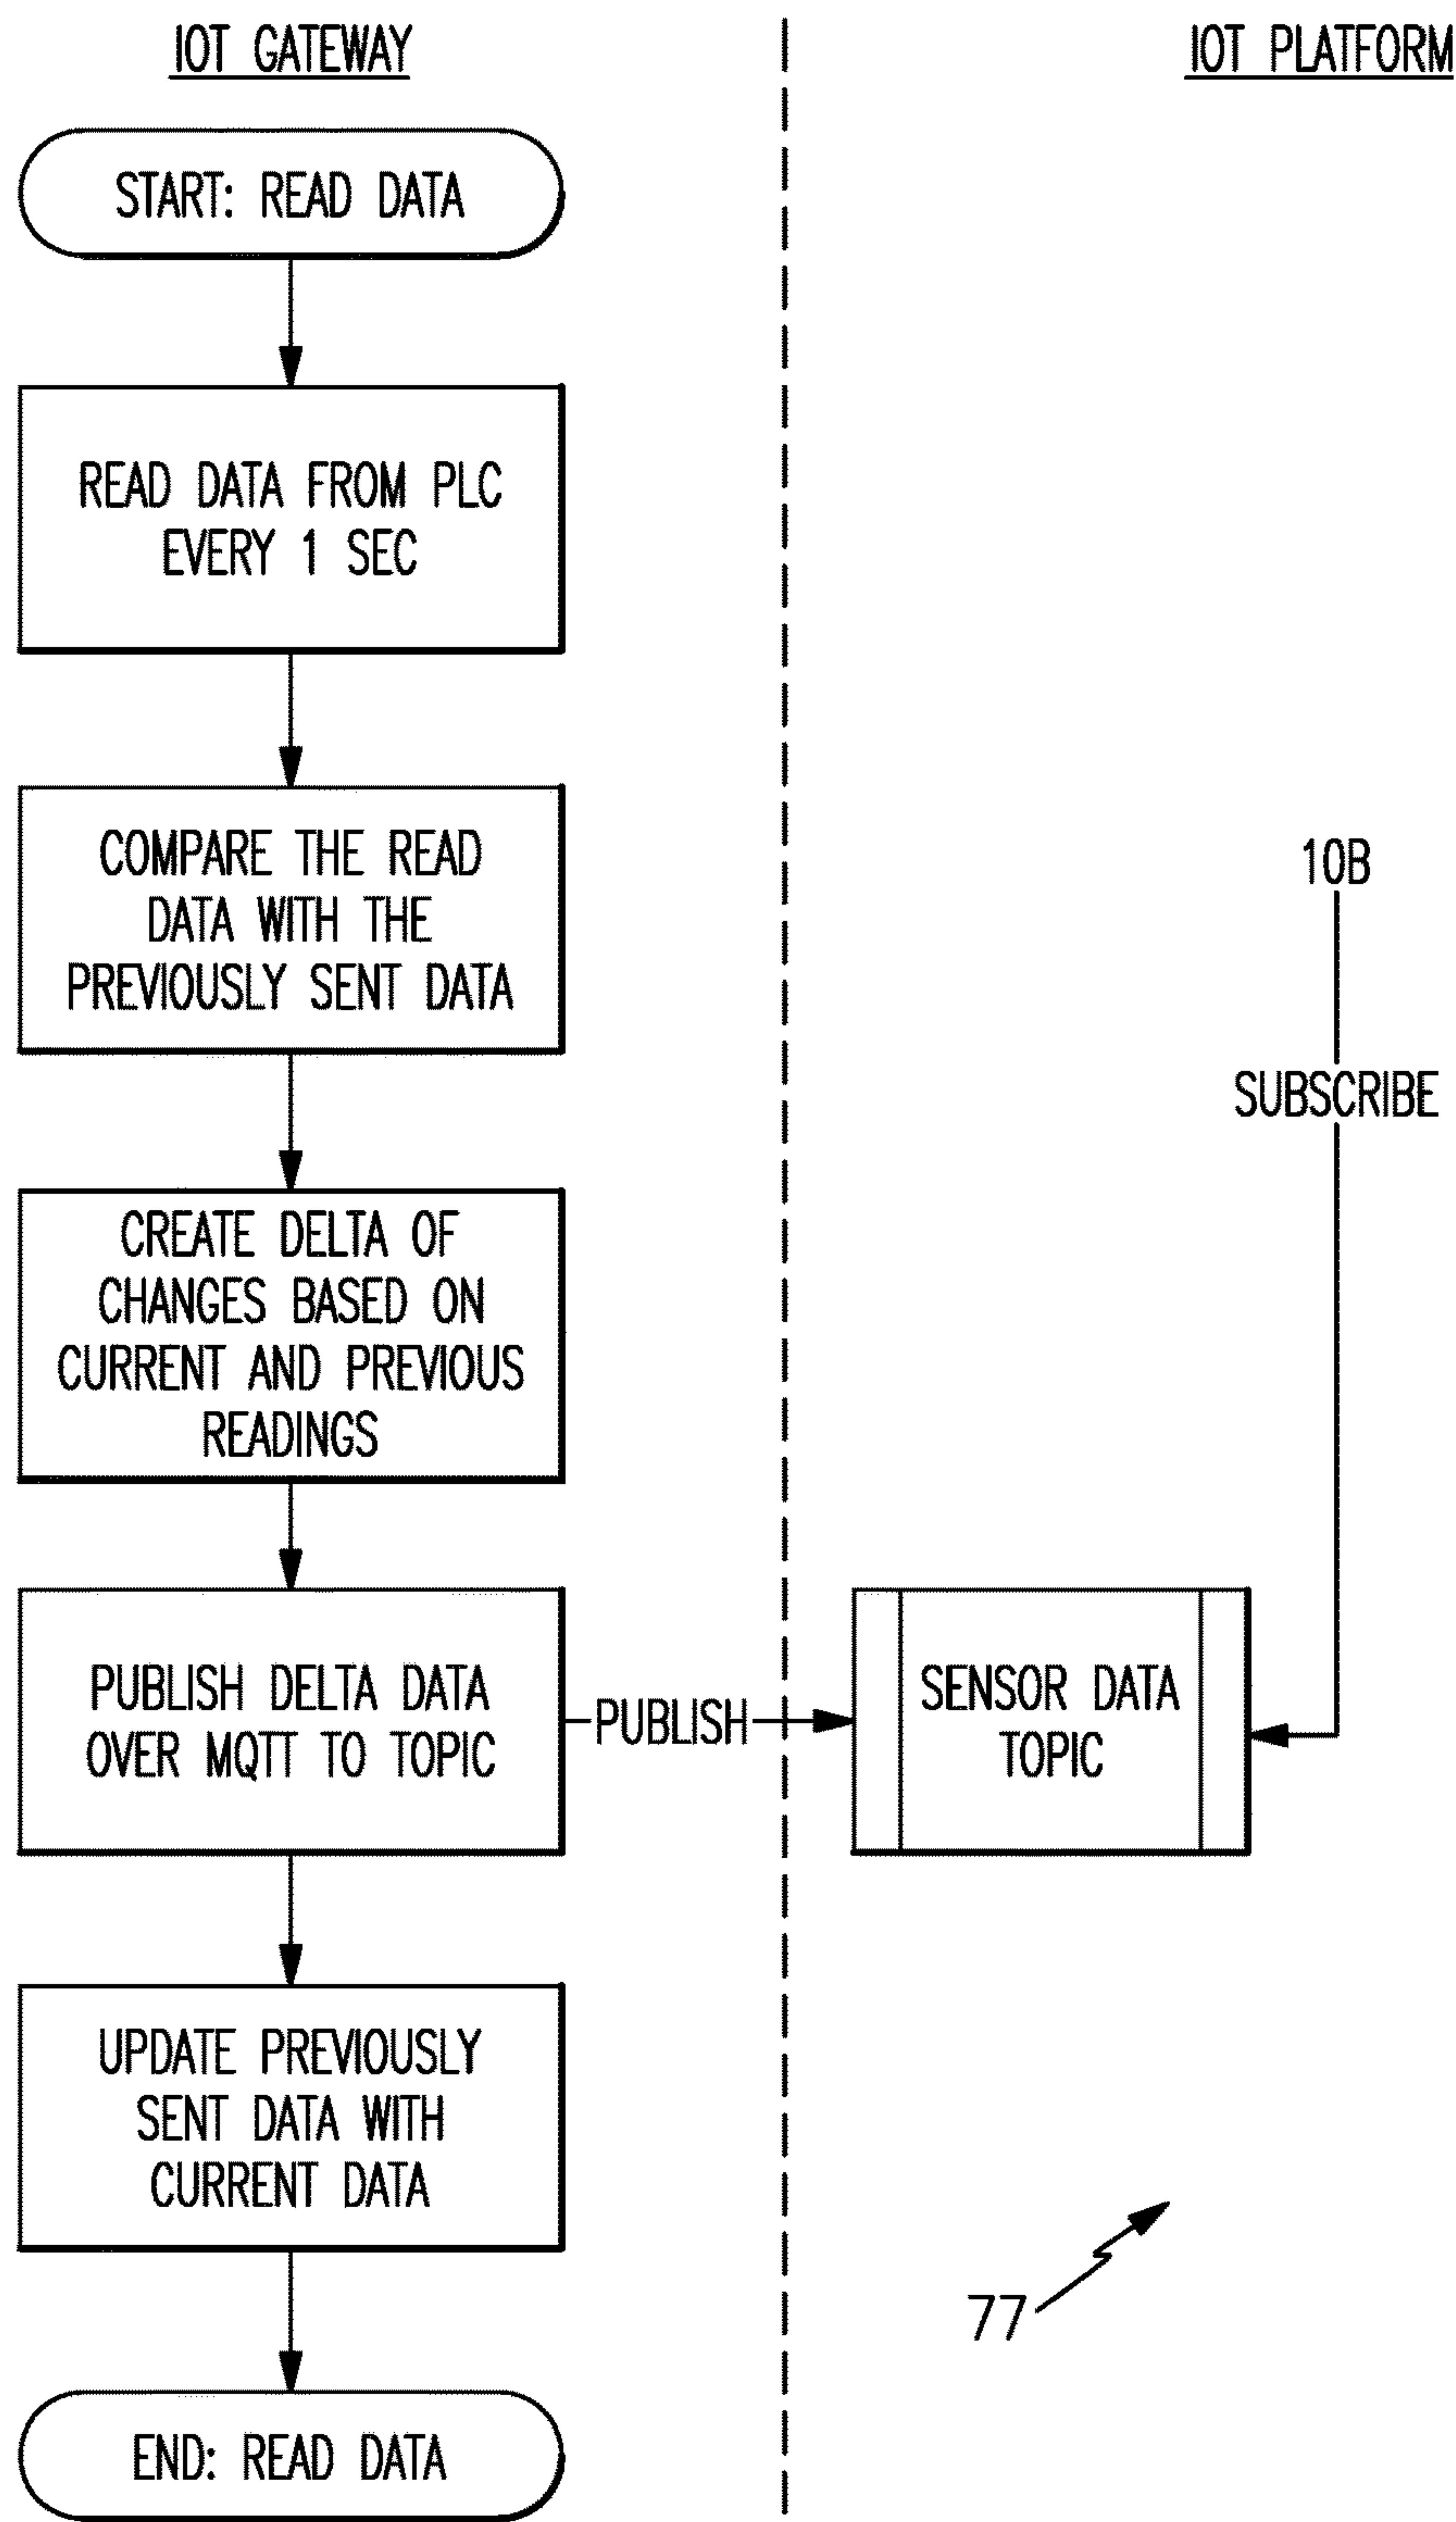 IOT GATEWAY
IOT PLATFORM
START: READ DATA
READ DATA FROM PLC
EVERY 1 SEC
COMPARE THE READ
DATA WITH THE
PREVIOUSLY SENT DATA
10B
SUBSCRIBE
CREATE DELTA OF
CHANGES BASED ON
CURRENT AND PREVIOUS
READINGS
PUBLISH DELTA DATA
OVER MQTT TO TOPIC
PUBLISH
SENSOR DATA
TOPIC
UPDATE PREVIOUSLY
SENT DATA WITH
CURRENT DATA
77
END: READ DATA